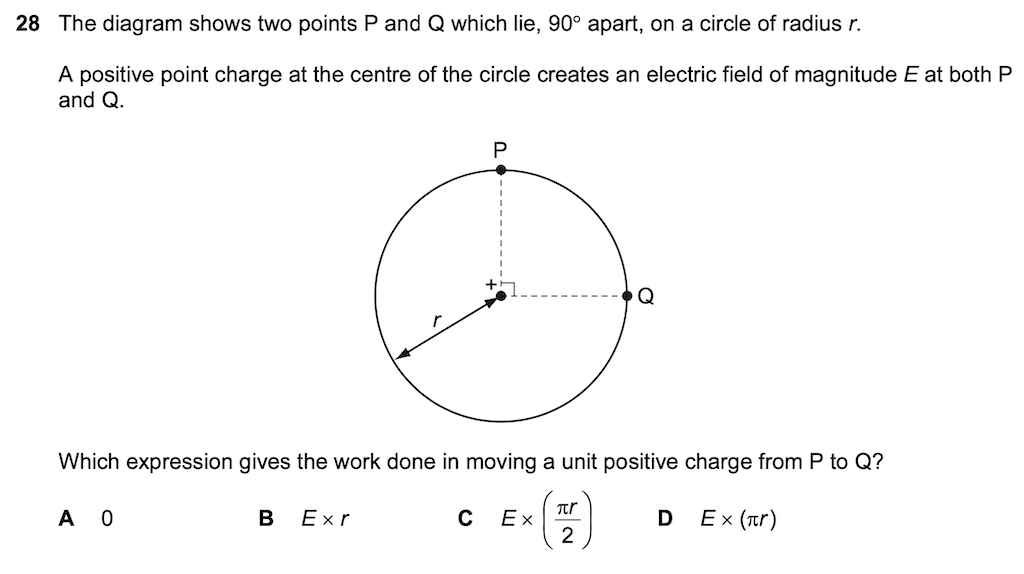 28 The diagram shows two points P and Q which lie, 90° apart, on a circle of radius r.
A positive point charge at the centre of the circle creates an electric field of magnitude E at both P
and Q.
P
+
Q
r
Which expression gives the work done in moving a unit positive charge from P to Q?
A 0 B E × r C E × (πr/2) D E × (πr)